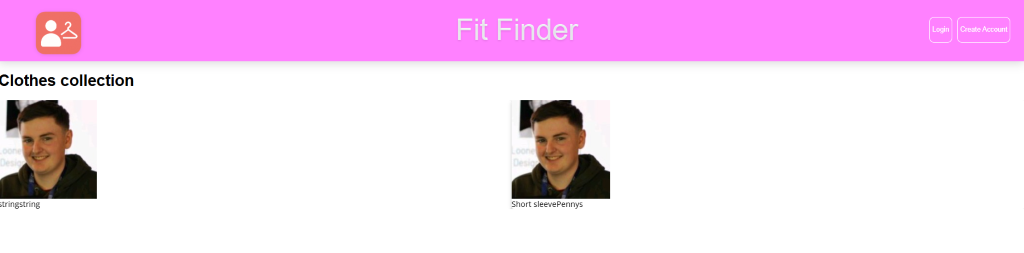 Fit Finder
Login
Create Account
Clothes collection
stringstring
Short sleevePennys